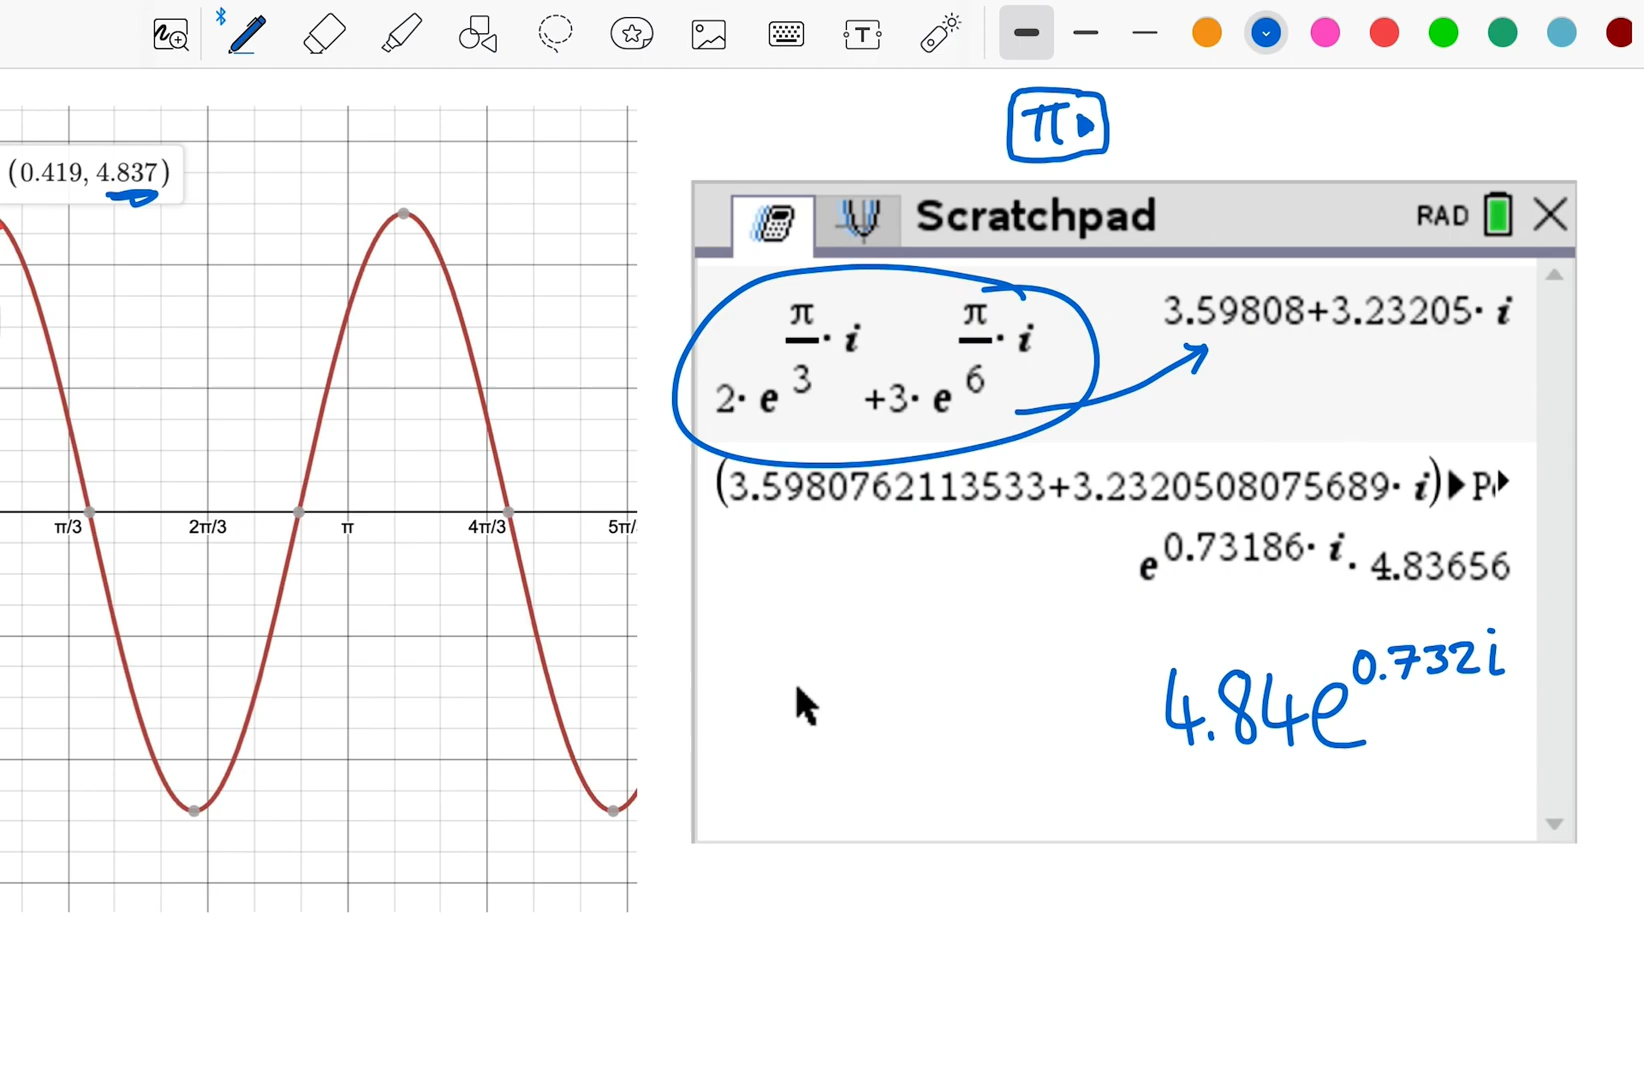 π▶
(0.419, 4.837)
Scratchpad
RAD
2·e^(π/3·i)+3·e^(π/6·i)
3.59808+3.23205·i
(3.5980762113533+3.2320508075689·i)▶P
e^(0.73186·i)·4.83656
4.84e^(0.732i)
π/3 2π/3 π 4π/3 5π/
T